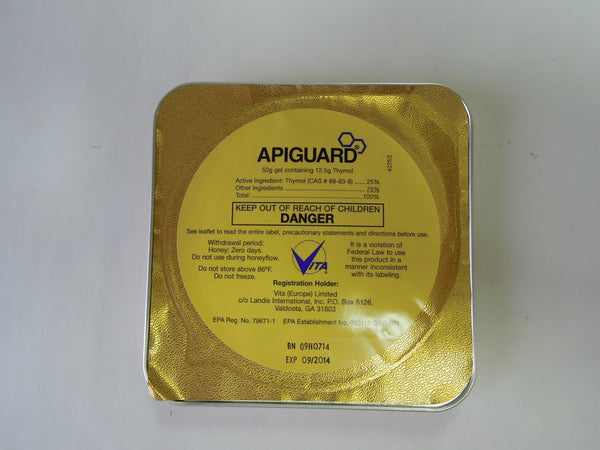 APIGUARD®
50g gel containing 12.5g Thymol
Active Ingredient: Thymol (CAS # 89-83-8) ...... 25%
Other Ingredients ............................ 75%
Total: ............................ 100%
KEEP OUT OF REACH OF CHILDREN
DANGER
See leaflet to read the entire label, precautionary statements and directions before use.
Withdrawal period:
Honey: Zero days.
Do not use during honeyflow.
Do not store above 86°F.
Do not freeze.
VITA
It is a violation of
Federal Law to use
this product in a
manner inconsistent
with its labeling.
Registration Holder:
Vita (Europe) Limited
c/o Landis International, Inc. P.O. Box 5126,
Valdosta, GA 31603
EPA Reg. No. 79671-1 EPA Establishment No.
BN 09H0714
EXP 09/2014